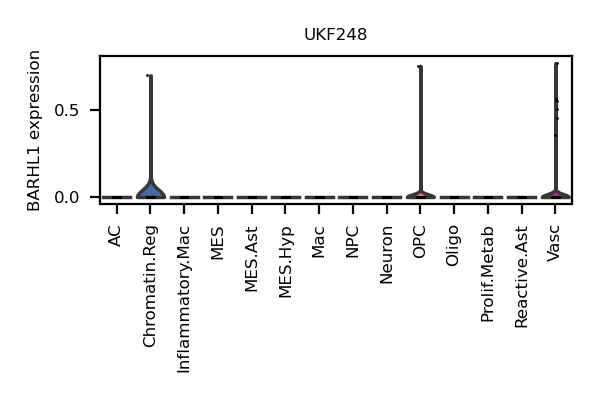 UKF248
BARHL1 expression
0.5
0.0
AC
Chromatin.Reg
Inflammatory.Mac
MES
MES.Ast
MES.Hyp
Mac
NPC
Neuron
OPC
Oligo
Prolif.Metab
Reactive.Ast
Vasc